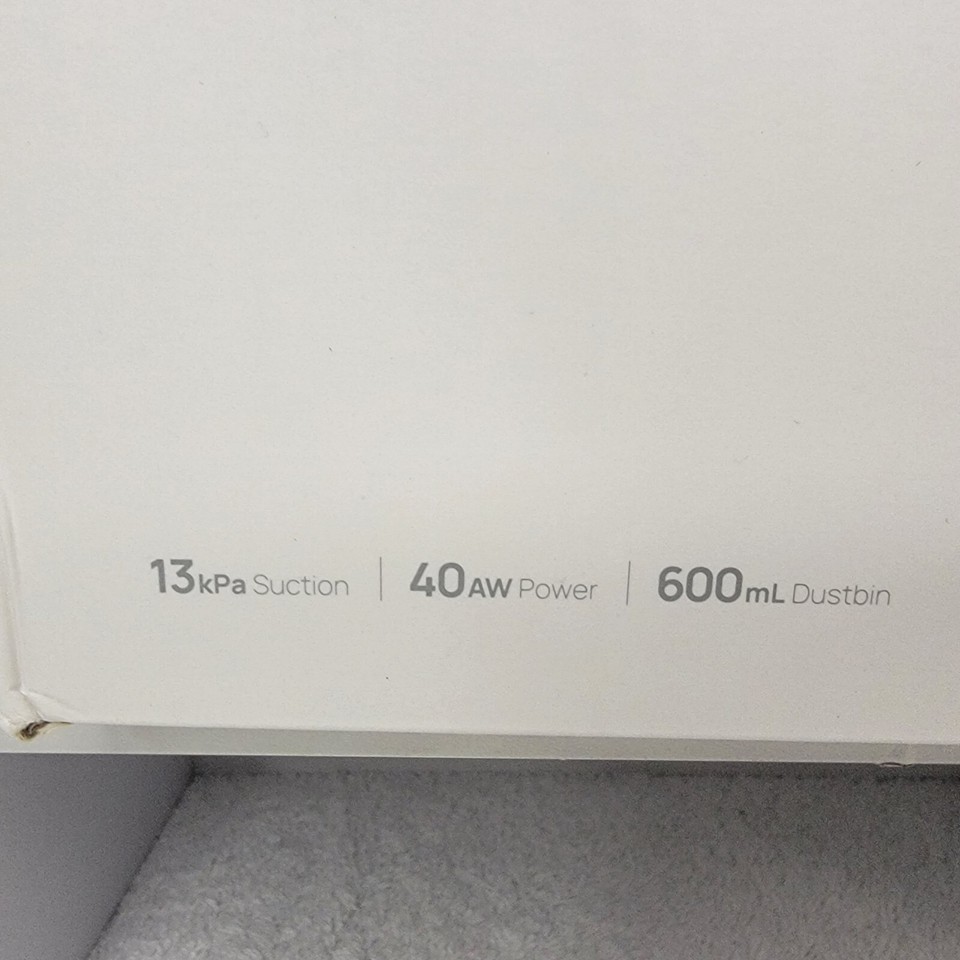 13kPa Suction | 40AW Power | 600mL Dustbin